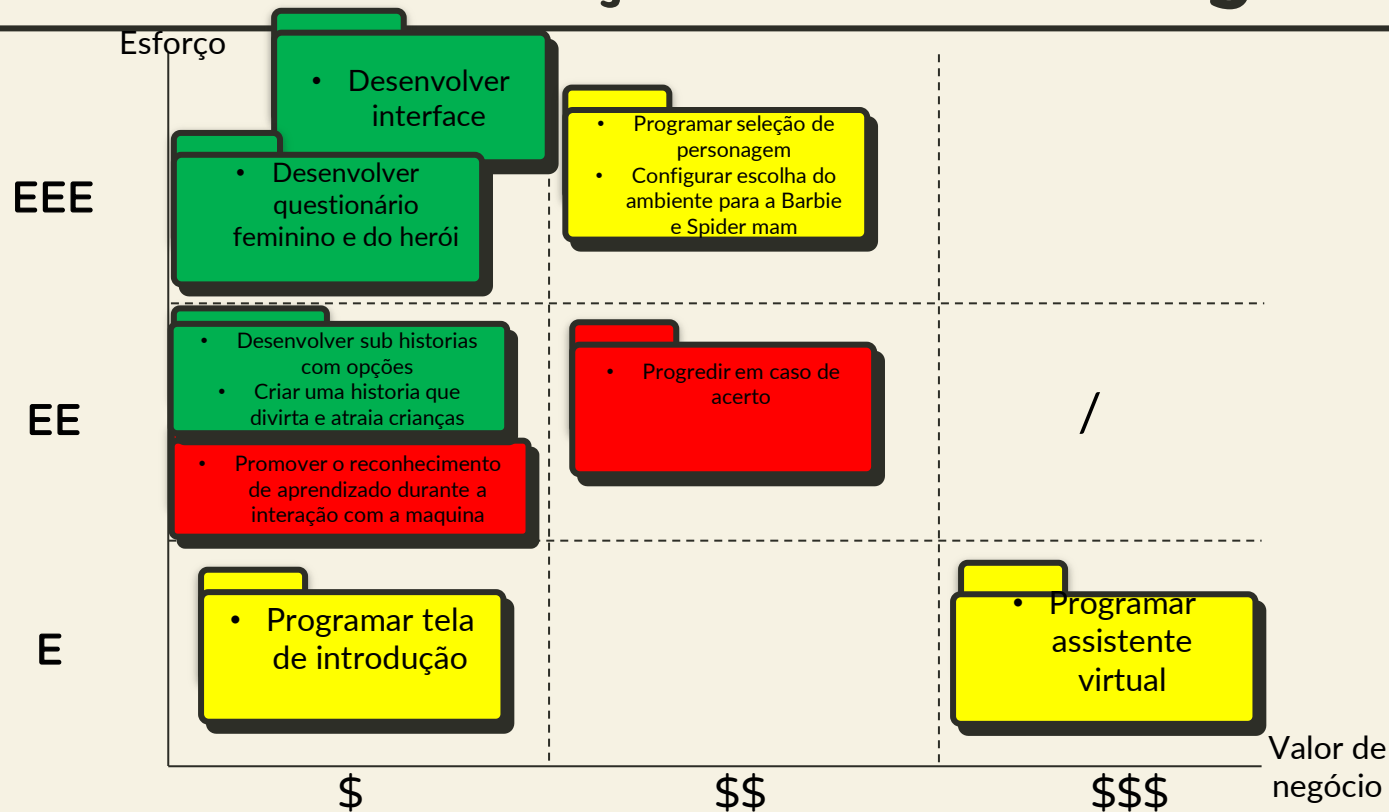 Esforço
• Desenvolver
interface
• Programar seleção de
personagem
• Configurar escolha do
ambiente para a Barbie
e Spider mam
• Desenvolver
questionário
feminino e do herói
EEE
• Desenvolver sub historias
com opções
• Criar uma historia que
divirta e atraia crianças
• Progredir em caso de
acerto
EE
/
• Promover o reconhecimento
de aprendizado durante a
interação com a maquina
• Programar tela
de introdução
• Programar
assistente
virtual
E
Valor de
negócio
$
$$
$$$